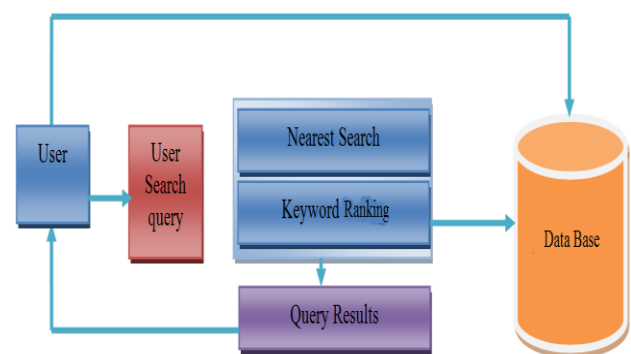 User
User
Search
query
Nearest Search
Keyword Ranking
Query Results
Data Base